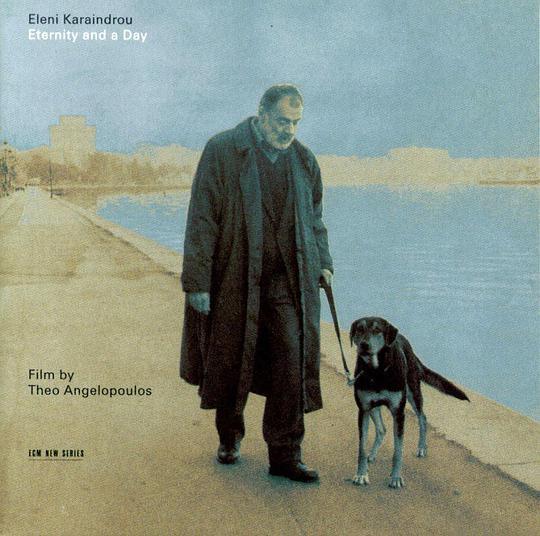 Eleni Karaindrou
Eternity and a Day
Film by
Theo Angelopoulos
ECM NEW SERIES